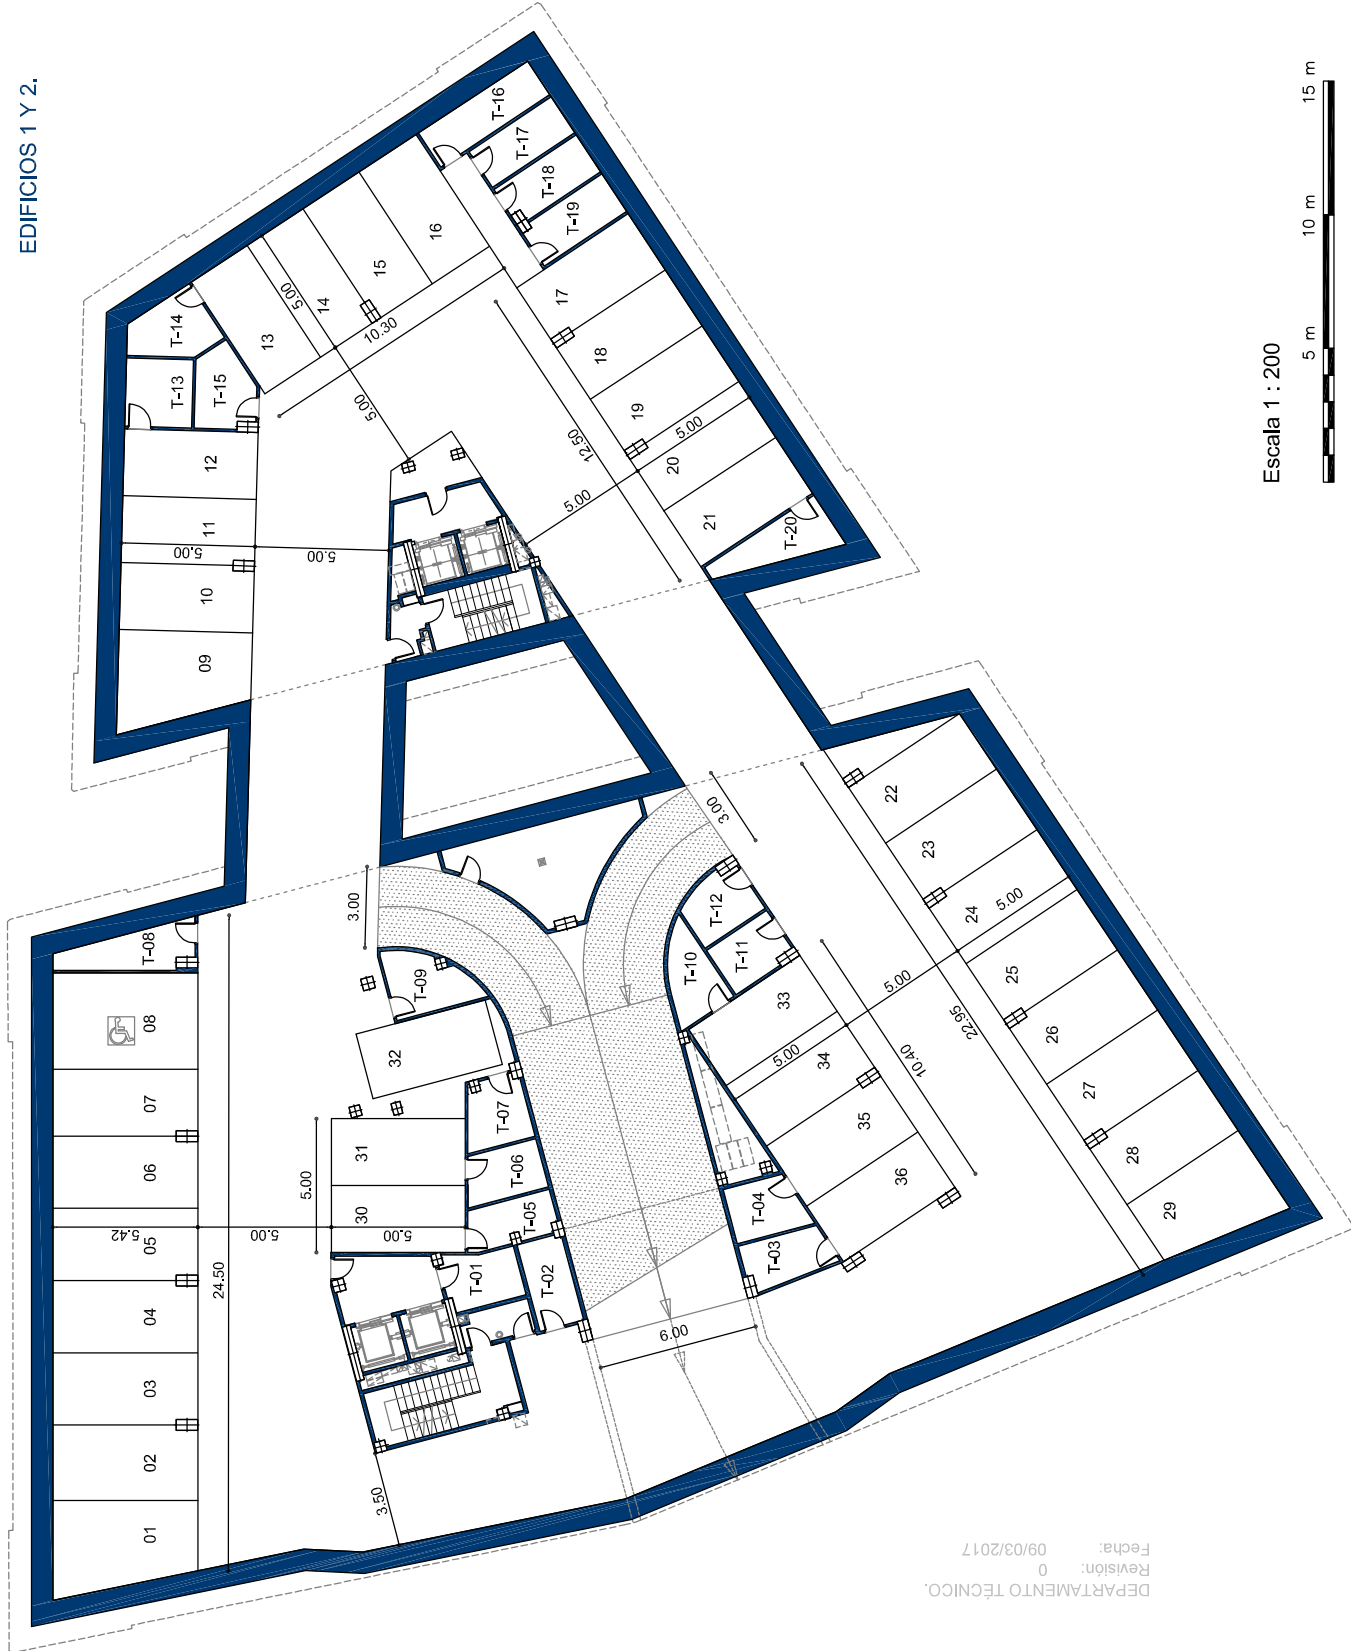 EDIFICIOS 1 Y 2.
T-16
T-17
T-18
T-19
16
15
14
13
5.00
10.30
T-14
T-13
T-15
5.00
12
11
10
09
5.00
5.00
17
18
19
20
21
12.50
5.00
5.00
T-20
15 m
10 m
5 m
Escala 1 : 200
22
23
24
25
26
27
28
29
5.00
5.00
22.95
10.40
3.00
T-12
T-11
T-10
33
34
35
36
5.00
T-04
T-03
3.00
T-09
T-08
08
07
06
05
04
03
02
01
32
31
30
5.00
5.42
5.00
5.00
24.50
T-07
T-06
T-05
T-01
T-02
6.00
3.50
DEPARTAMENTO TÉCNICO.
Revisión: 0
Fecha: 09/03/2017